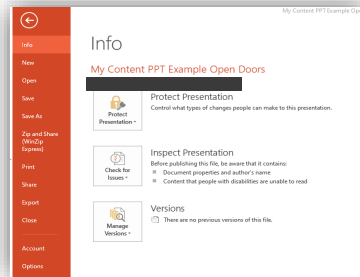 My Content PPT Example Ope
Info
Info
New
My Content PPT Example Open Doors
Open
Save
Save As
Zip and Share
(WinZip
Express)
Print
Share
Export
Close
Account
Options
Protect
Presentation
Protect Presentation
Control what types of changes people can make to this presentation.
Check for
Issues
Inspect Presentation
Before publishing this file, be aware that it contains:
Document properties and author's name
Content that people with disabilities are unable to read
Manage
Versions
Versions
There are no previous versions of this file.